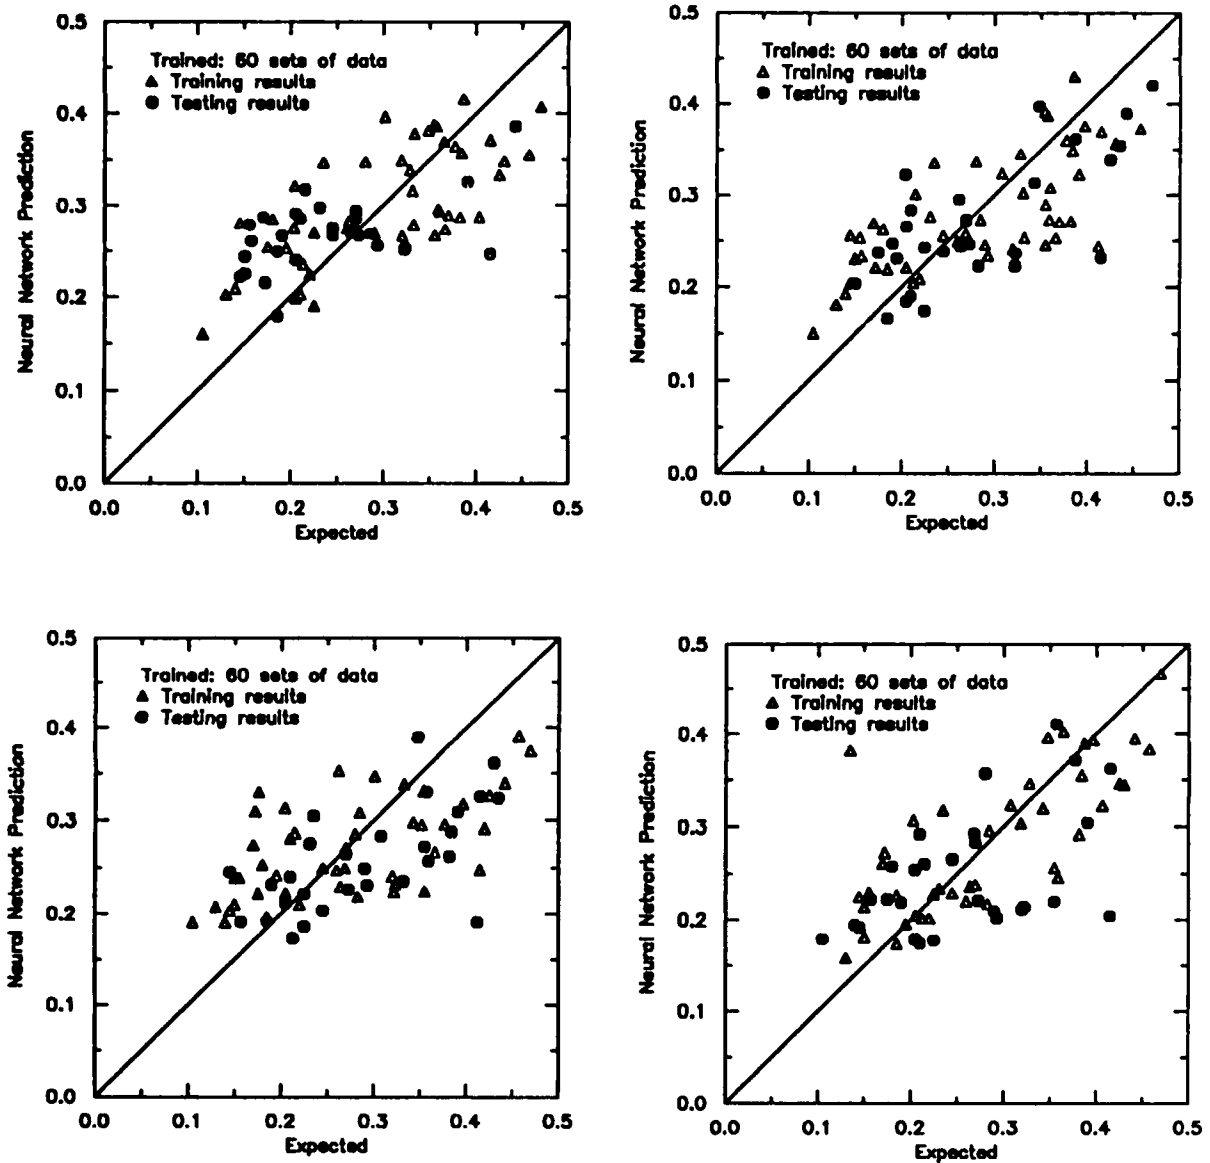 0.5
Trained: 60 sets of data
Training results
Testing results
0.4
0.3
0.2
0.1
0.0
Neural Network Prediction
0.0 0.1 0.2 0.3 0.4 0.5
Expected
0.5
Trained: 60 sets of data
Training results
Testing results
0.4
0.3
0.2
0.1
0.0
Neural Network Prediction
0.0 0.1 0.2 0.3 0.4 0.5
Expected
0.5
Trained: 60 sets of data
Training results
Testing results
0.4
0.3
0.2
0.1
0.0
Neural Network Prediction
0.0 0.1 0.2 0.3 0.4 0.5
Expected
0.5
Trained: 60 sets of data
Training results
Testing results
0.4
0.3
0.2
0.1
0.0
Neural Network Prediction
0.0 0.1 0.2 0.3 0.4 0.5
Expected